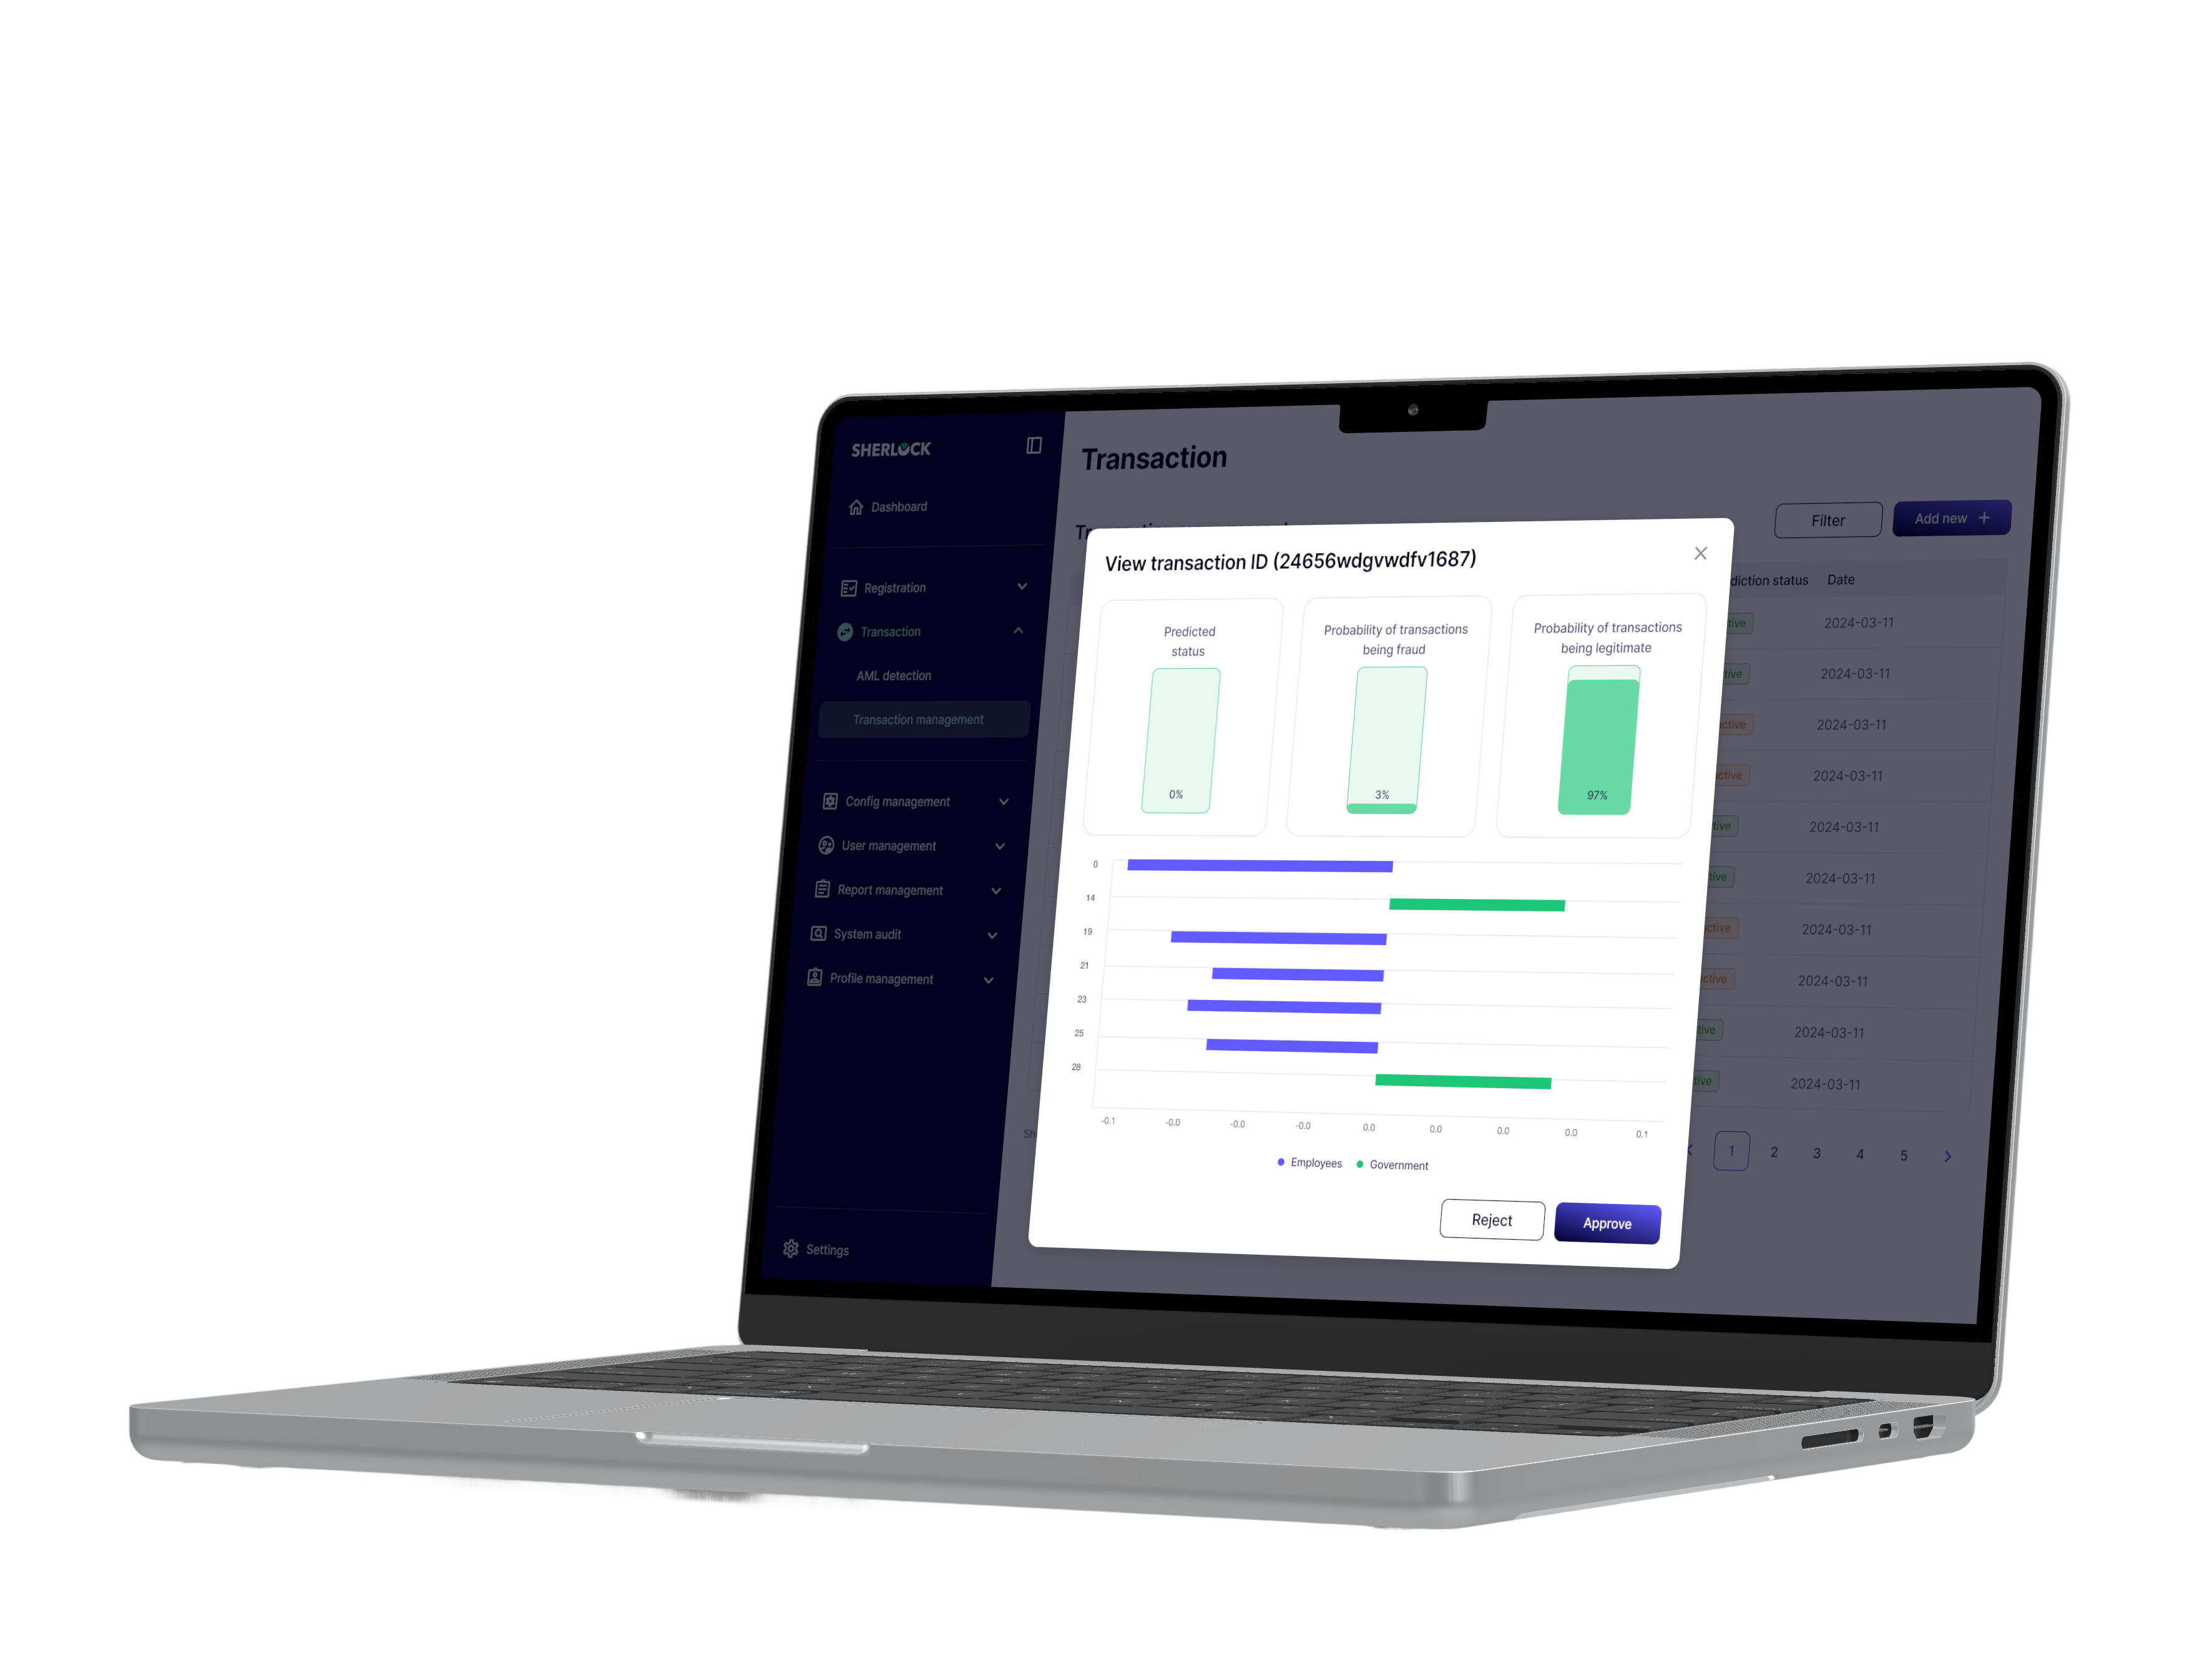 SHERLOCK
Dashboard
Registration
Transaction
AML detection
Transaction management
Config management
User management
Report management
System audit
Profile management
Settings
Transaction
Filter
Add new +
status Date
2024-03-11
2024-03-11
2024-03-11
2024-03-11
2024-03-11
2024-03-11
2024-03-11
2024-03-11
2024-03-11
2024-03-11
1 2 3 4 5
View transaction ID (24656wdgvwdfv1687)
Predicted
status
0%
Probability of transactions
being fraud
3%
Probability of transactions
being legitimate
97%
0
14
19
21
23
25
28
-0.1 -0.0 -0.0 -0.0 0.0 0.0 0.0 0.0 0.1
Employees Government
Reject
Approve